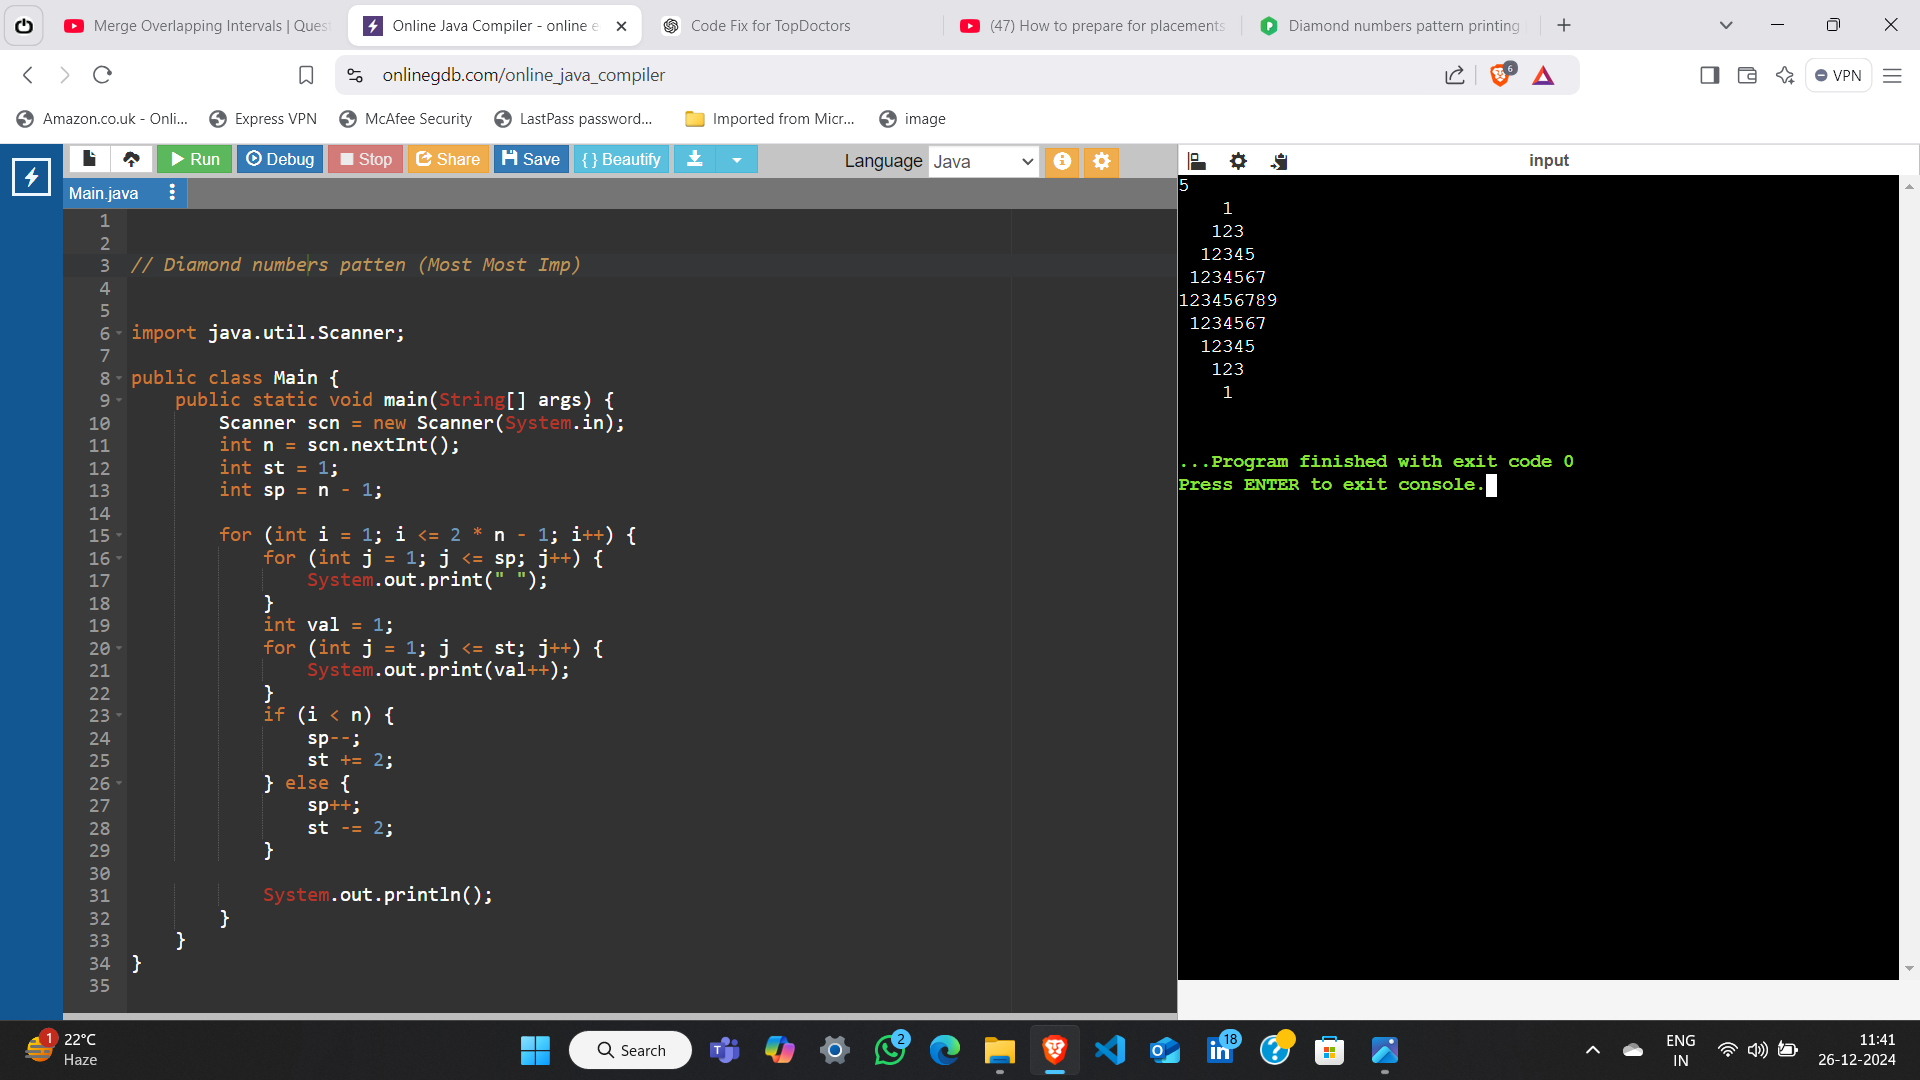 Merge Overlapping Intervals | Ques
Online Java Compiler - online e
Code Fix for TopDoctors
(47) How to prepare for placements
Diamond numbers pattern printing
onlinegdb.com/online_java_compiler
6
VPN
Amazon.co.uk - Onli...
Express VPN
McAfee Security
LastPass password...
Imported from Micr...
image
Run
Debug
Stop
Share
Save
{ } Beautify
Language
Java
input
Main.java
1
2
3 // Diamond numbers patten (Most Most Imp)
4
5
6 import java.util.Scanner;
7
8 public class Main {
9     public static void main(String[] args) {
10         Scanner scn = new Scanner(System.in);
11         int n = scn.nextInt();
12         int st = 1;
13         int sp = n - 1;
14
15         for (int i = 1; i <= 2 * n - 1; i++) {
16             for (int j = 1; j <= sp; j++) {
17                 System.out.print(" ");
18             }
19             int val = 1;
20             for (int j = 1; j <= st; j++) {
21                 System.out.print(val++);
22             }
23             if (i < n) {
24                 sp--;
25                 st += 2;
26             } else {
27                 sp++;
28                 st -= 2;
29             }
30
31             System.out.println();
32         }
33     }
34 }
35
5
    1
   123
  12345
 1234567
123456789
 1234567
  12345
   123
    1
...Program finished with exit code 0
Press ENTER to exit console.
1
22°C
Haze
Search
2
18
ENG
IN
11:41
26-12-2024